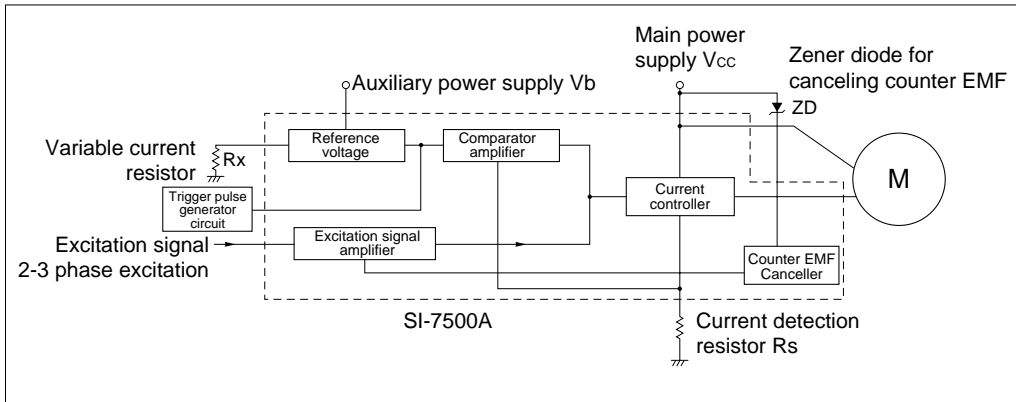 Main power
supply Vcc
Zener diode for
canceling counter EMF
Auxiliary power supply Vb
ZD
Reference
voltage
Comparator
amplifier
Variable current
resistor
Rx
M
Trigger pulse
generator
circuit
Current
controller
Excitation signal
2-3 phase excitation
Excitation signal
amplifier
Counter EMF
Canceller
SI-7500A
Current detection
resistor Rs